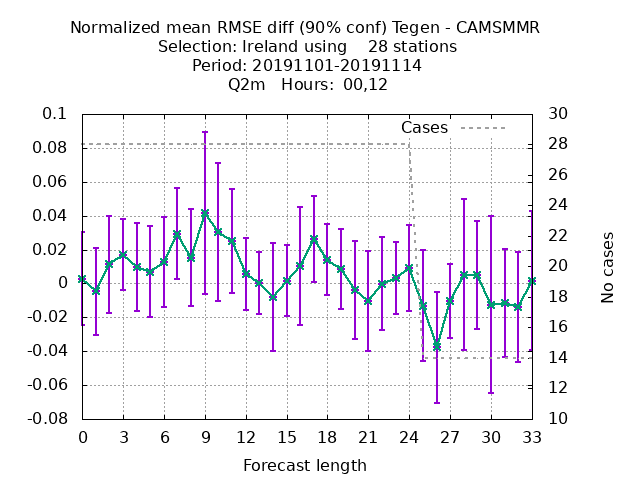 Normalized mean RMSE diff (90% conf) Tegen - CAMSMMR
Selection: Ireland using    28 stations
Period: 20191101-20191114
Q2m   Hours:  00,12
Cases
0.1
0.08
0.06
0.04
0.02
0
-0.02
-0.04
-0.06
-0.08
30
28
26
24
22
20
18
16
14
12
10
No cases
0 3 6 9 12 15 18 21 24 27 30 33
Forecast length